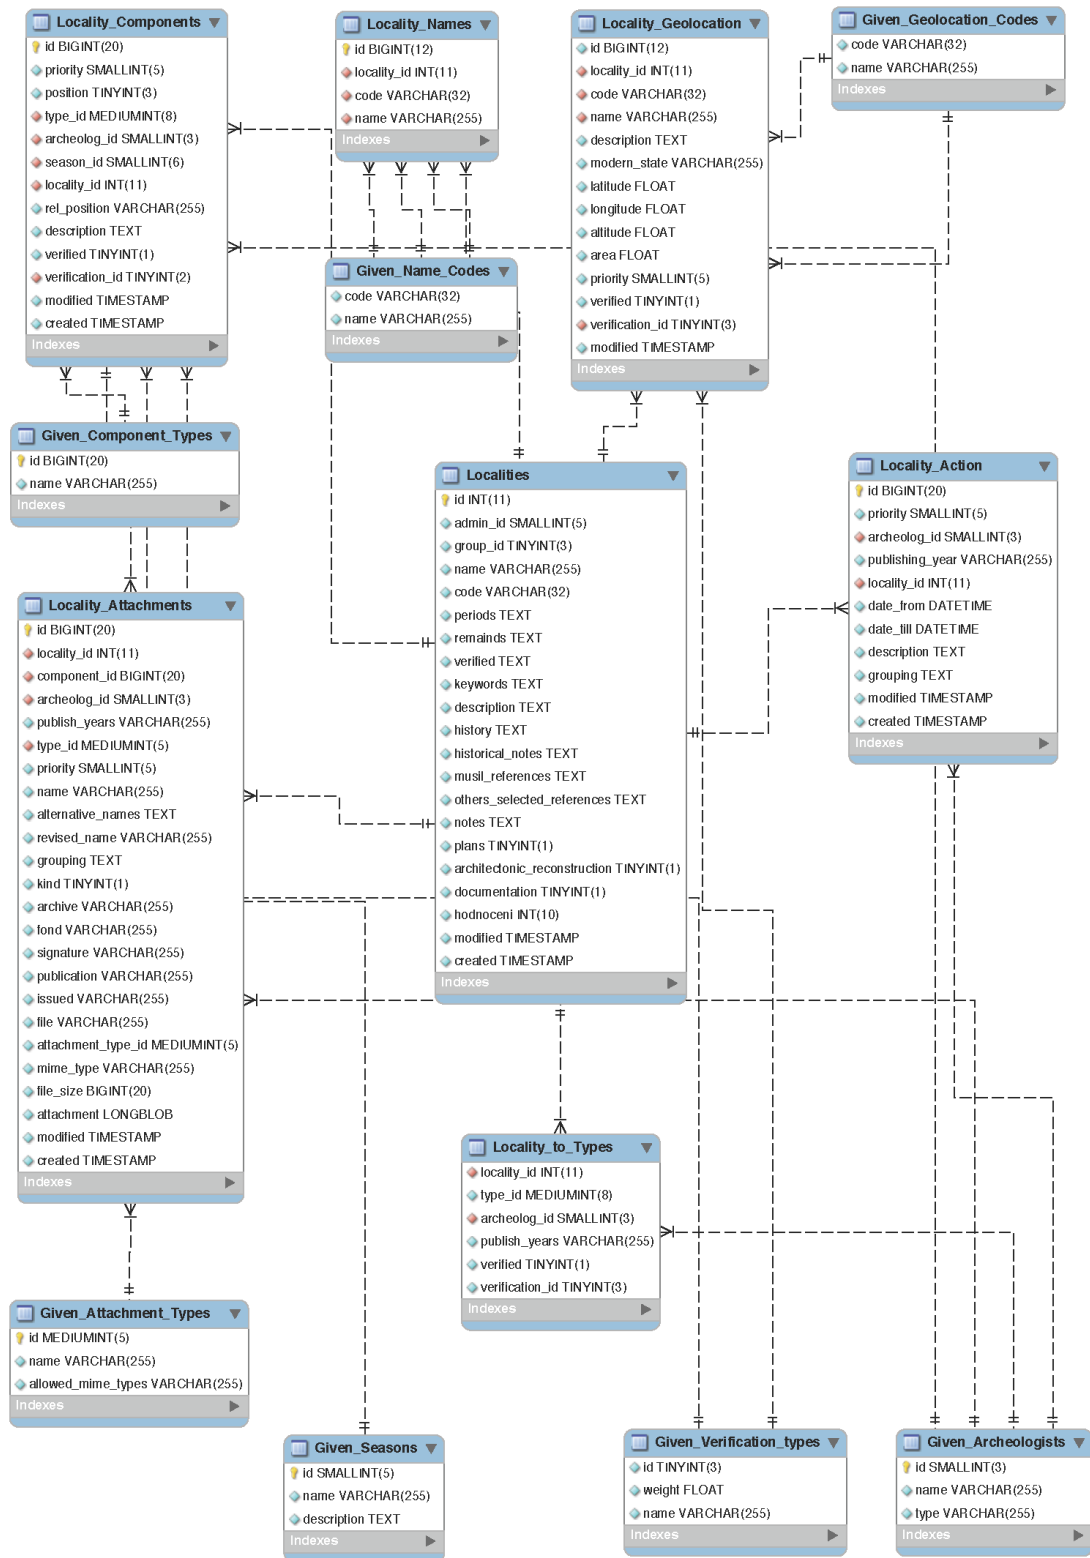 Locality_Components
id BIGINT(20)
priority SMALLINT(5)
position TINYINT(3)
type_id MEDIUMINT(8)
archeolog_id SMALLINT(3)
season_id SMALLINT(6)
locality_id INT(11)
rel_position VARCHAR(255)
description TEXT
verified TINYINT(1)
verification_id TINYINT(2)
modified TIMESTAMP
created TIMESTAMP
Indexes
Locality_Names
id BIGINT(12)
locality_id INT(11)
code VARCHAR(32)
name VARCHAR(255)
Indexes
Locality_Geolocation
id BIGINT(12)
locality_id INT(11)
code VARCHAR(32)
name VARCHAR(255)
description TEXT
modern_state VARCHAR(255)
latitude FLOAT
longitude FLOAT
altitude FLOAT
area FLOAT
priority SMALLINT(5)
verified TINYINT(1)
verification_id TINYINT(3)
modified TIMESTAMP
Indexes
Given_Geolocation_Codes
code VARCHAR(32)
name VARCHAR(255)
Indexes
Given_Name_Codes
code VARCHAR(32)
name VARCHAR(255)
Indexes
Given_Component_Types
id BIGINT(20)
name VARCHAR(255)
Indexes
Localities
id INT(11)
admin_id SMALLINT(5)
group_id TINYINT(3)
name VARCHAR(255)
code VARCHAR(32)
periods TEXT
remainds TEXT
verified TEXT
keywords TEXT
description TEXT
history TEXT
historical_notes TEXT
musil_references TEXT
others_selected_references TEXT
notes TEXT
plans TINYINT(1)
architectonic_reconstruction TINYINT(1)
documentation TINYINT(1)
hodnoceni INT(10)
modified TIMESTAMP
created TIMESTAMP
Indexes
Locality_Action
id BIGINT(20)
priority SMALLINT(5)
archeolog_id SMALLINT(3)
publishing_year VARCHAR(255)
locality_id INT(11)
date_from DATETIME
date_till DATETIME
description TEXT
grouping TEXT
modified TIMESTAMP
created TIMESTAMP
Indexes
Locality_Attachments
id BIGINT(20)
locality_id INT(11)
component_id BIGINT(20)
archeolog_id SMALLINT(3)
publish_years VARCHAR(255)
type_id MEDIUMINT(5)
priority SMALLINT(5)
name VARCHAR(255)
alternative_names TEXT
revised_name VARCHAR(255)
grouping TEXT
kind TINYINT(1)
archive VARCHAR(255)
fond VARCHAR(255)
signature VARCHAR(255)
publication VARCHAR(255)
issued VARCHAR(255)
file VARCHAR(255)
attachment_type_id MEDIUMINT(5)
mime_type VARCHAR(255)
file_size BIGINT(20)
attachment LONGBLOB
modified TIMESTAMP
created TIMESTAMP
Indexes
Locality_to_Types
locality_id INT(11)
type_id MEDIUMINT(8)
archeolog_id SMALLINT(3)
publish_years VARCHAR(255)
verified TINYINT(1)
verification_id TINYINT(3)
Indexes
Given_Attachment_Types
id MEDIUMINT(5)
name VARCHAR(255)
allowed_mime_types VARCHAR(255)
Indexes
Given_Seasons
id SMALLINT(5)
name VARCHAR(255)
description TEXT
Indexes
Given_Verification_types
id TINYINT(3)
weight FLOAT
name VARCHAR(255)
Indexes
Given_Archeologists
id SMALLINT(3)
name VARCHAR(255)
type VARCHAR(255)
Indexes